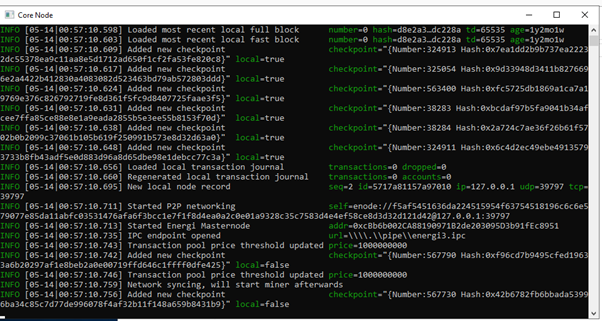 Core Node
INFO [05-14|00:57:10.598] Loaded most recent local full block number=0 hash=d8e2a3…dc228a td=65535 age=1y2mo1w
INFO [05-14|00:57:10.603] Loaded most recent local fast block number=0 hash=d8e2a3…dc228a td=65535 age=1y2mo1w
INFO [05-14|00:57:10.609] Added new checkpoint checkpoint="{Number:324913 Hash:0x7ea1dd2b9b737ea2223
2dc55378ea9c11aa8e5d1712ad650f1cf2fa53fe820c8}" local=true
INFO [05-14|00:57:10.617] Added new checkpoint checkpoint="{Number:325054 Hash:0x9d33948d3411b827669
6e2a4422b412830a4083082d523463bd79ab572803ddd}" local=true
INFO [05-14|00:57:10.624] Added new checkpoint checkpoint="{Number:563400 Hash:0xfc5725db1869a1ca7a1
9769e376c826792719fe8d361f5fc9d8407725faae3f5}" local=true
INFO [05-14|00:57:10.631] Added new checkpoint checkpoint="{Number:38283 Hash:0xbcdaf97b5fa9041b34af
cee7ffa85ce88e8e1a9eada2855b5e3ee55b8153f70d}" local=true
INFO [05-14|00:57:10.638] Added new checkpoint checkpoint="{Number:38284 Hash:0x2a724c7ae36f26b61f57
02b0b2099c37061b105b619f250991b573e8d32d63a0}" local=true
INFO [05-14|00:57:10.648] Added new checkpoint checkpoint="{Number:324911 Hash:0x6c4d2ec49ebe4913579
3733b8fb43adf5e0d883d96a8d65dbe98e1debcc77c3a}" local=true
INFO [05-14|00:57:10.656] Loaded local transaction journal transactions=0 dropped=0
INFO [05-14|00:57:10.660] Regenerated local transaction journal transactions=0 accounts=0
INFO [05-14|00:57:10.695] New local node record seq=2 id=5717a81157a97010 ip=127.0.0.1 udp=39797 tcp=
39797
INFO [05-14|00:57:10.711] Started P2P networking self=enode://f5af5451636da224515954f63754518196c6c6e5
79077e85da11abfc03531476afa6f3bcc1e7f1f8d4ea0a2c0e01a9328c35c7583d4e4ef58ce8d3d32d121d42@127.0.0.1:39797
INFO [05-14|00:57:10.713] Started Energi Masternode addr=0xcBb6b002CA88190971B2de203095D3b91fEc8951
INFO [05-14|00:57:10.735] IPC endpoint opened url=\\\\.\\pipe\\energi3.ipc
INFO [05-14|00:57:10.743] Transaction pool price threshold updated price=1000000000
INFO [05-14|00:57:10.742] Added new checkpoint checkpoint="{Number:567790 Hash:0xf96cd7b9495cfed1963
3a6b20297af1e8beb2a0e00719ffd646c1ffff0dfe425}" local=false
INFO [05-14|00:57:10.746] Transaction pool price threshold updated price=1000000000
INFO [05-14|00:57:10.759] Network syncing, will start miner afterwards
INFO [05-14|00:57:10.756] Added new checkpoint checkpoint="{Number:567730 Hash:0x42b6782fb6bbada5399
6ba34c85c7d77de996078f4af32b11f148a659b8431b9}" local=false